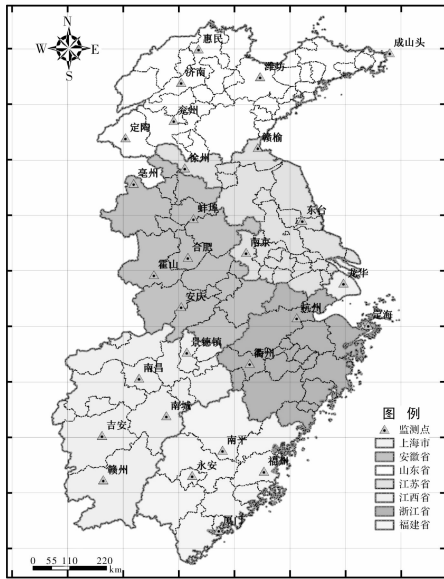 N
W E
S
惠民
成山头
潍坊
济南
兖州
定陶
赣榆
徐州
亳州
蚌埠
东台
南京
合肥
霍山
龙华
安庆
杭州
定海
景德镇
衢州
南昌
南城
吉安
南平
赣州
永安
福州
厦门
图 例
监测点
上海市
安徽省
山东省
江苏省
江西省
浙江省
福建省
0 55 110 220
km